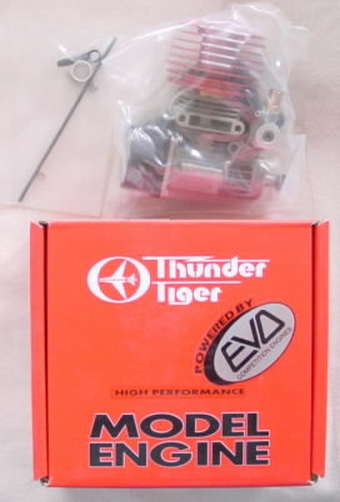 Thunder
Tiger
POWERED BY
EVO
COMPETITION ENGINES
HIGH PERFORMANCE
MODEL
ENGINE